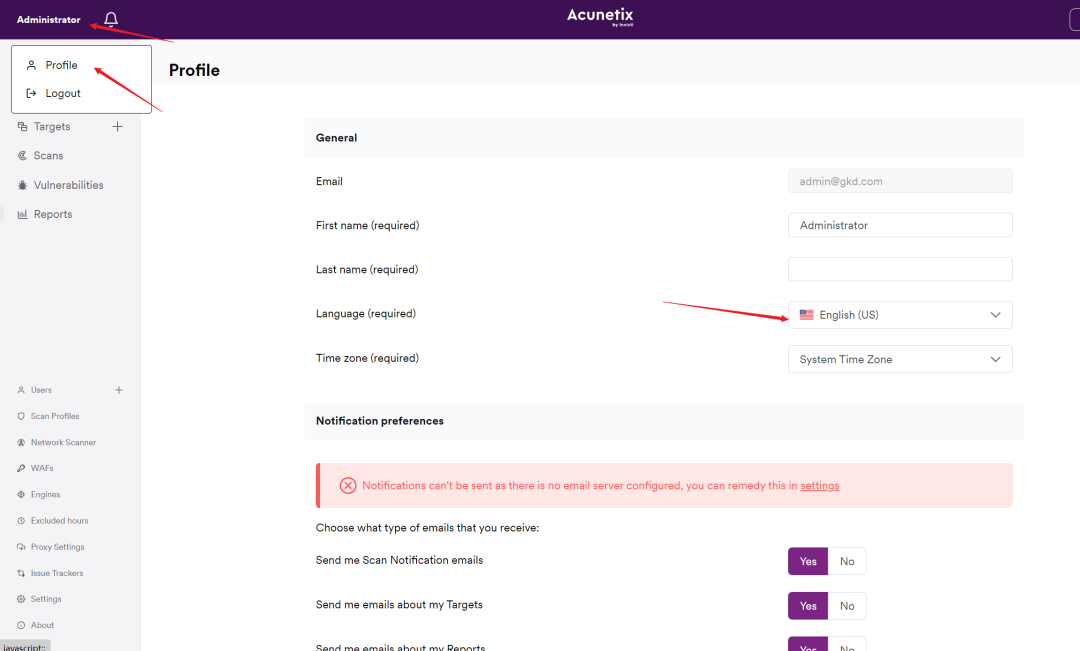 Administrator
Acunetix
by Invicti
Profile
Logout
Profile
Targets
Scans
Vulnerabilities
Reports
General
Email
admin@gkd.com
First name (required)
Administrator
Last name (required)
Language (required)
English (US)
Time zone (required)
System Time Zone
Users
Scan Profiles
Network Scanner
WAFs
Engines
Excluded hours
Proxy Settings
Issue Trackers
Settings
About
javascript:;
Notification preferences
Notifications can't be sent as there is no email server configured, you can remedy this in settings
Choose what type of emails that you receive:
Send me Scan Notification emails
Yes No
Send me emails about my Targets
Yes No
Send me emails about my Reports
Yes No